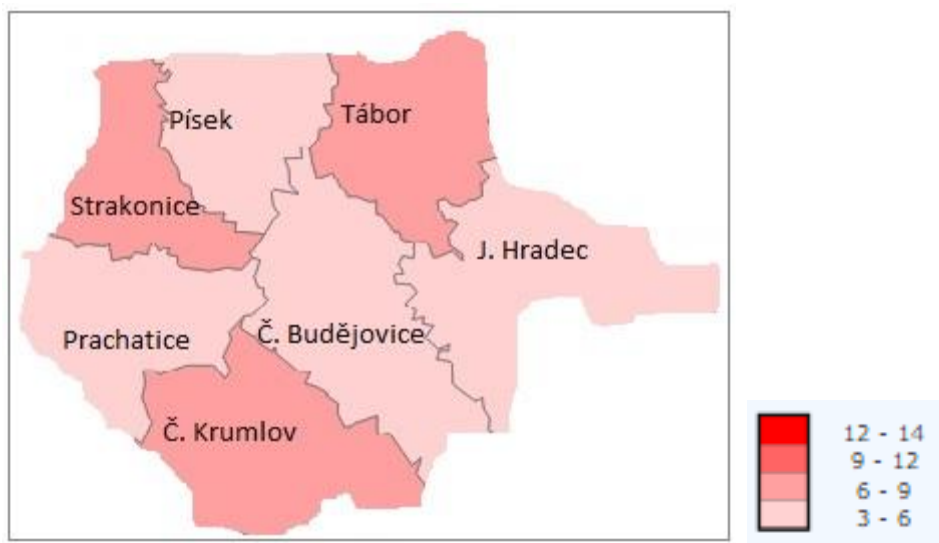 Písek
Tábor
Strakonice
J. Hradec
Prachatice
Č. Budějovice
Č. Krumlov
12 - 14
9 - 12
6 - 9
3 - 6